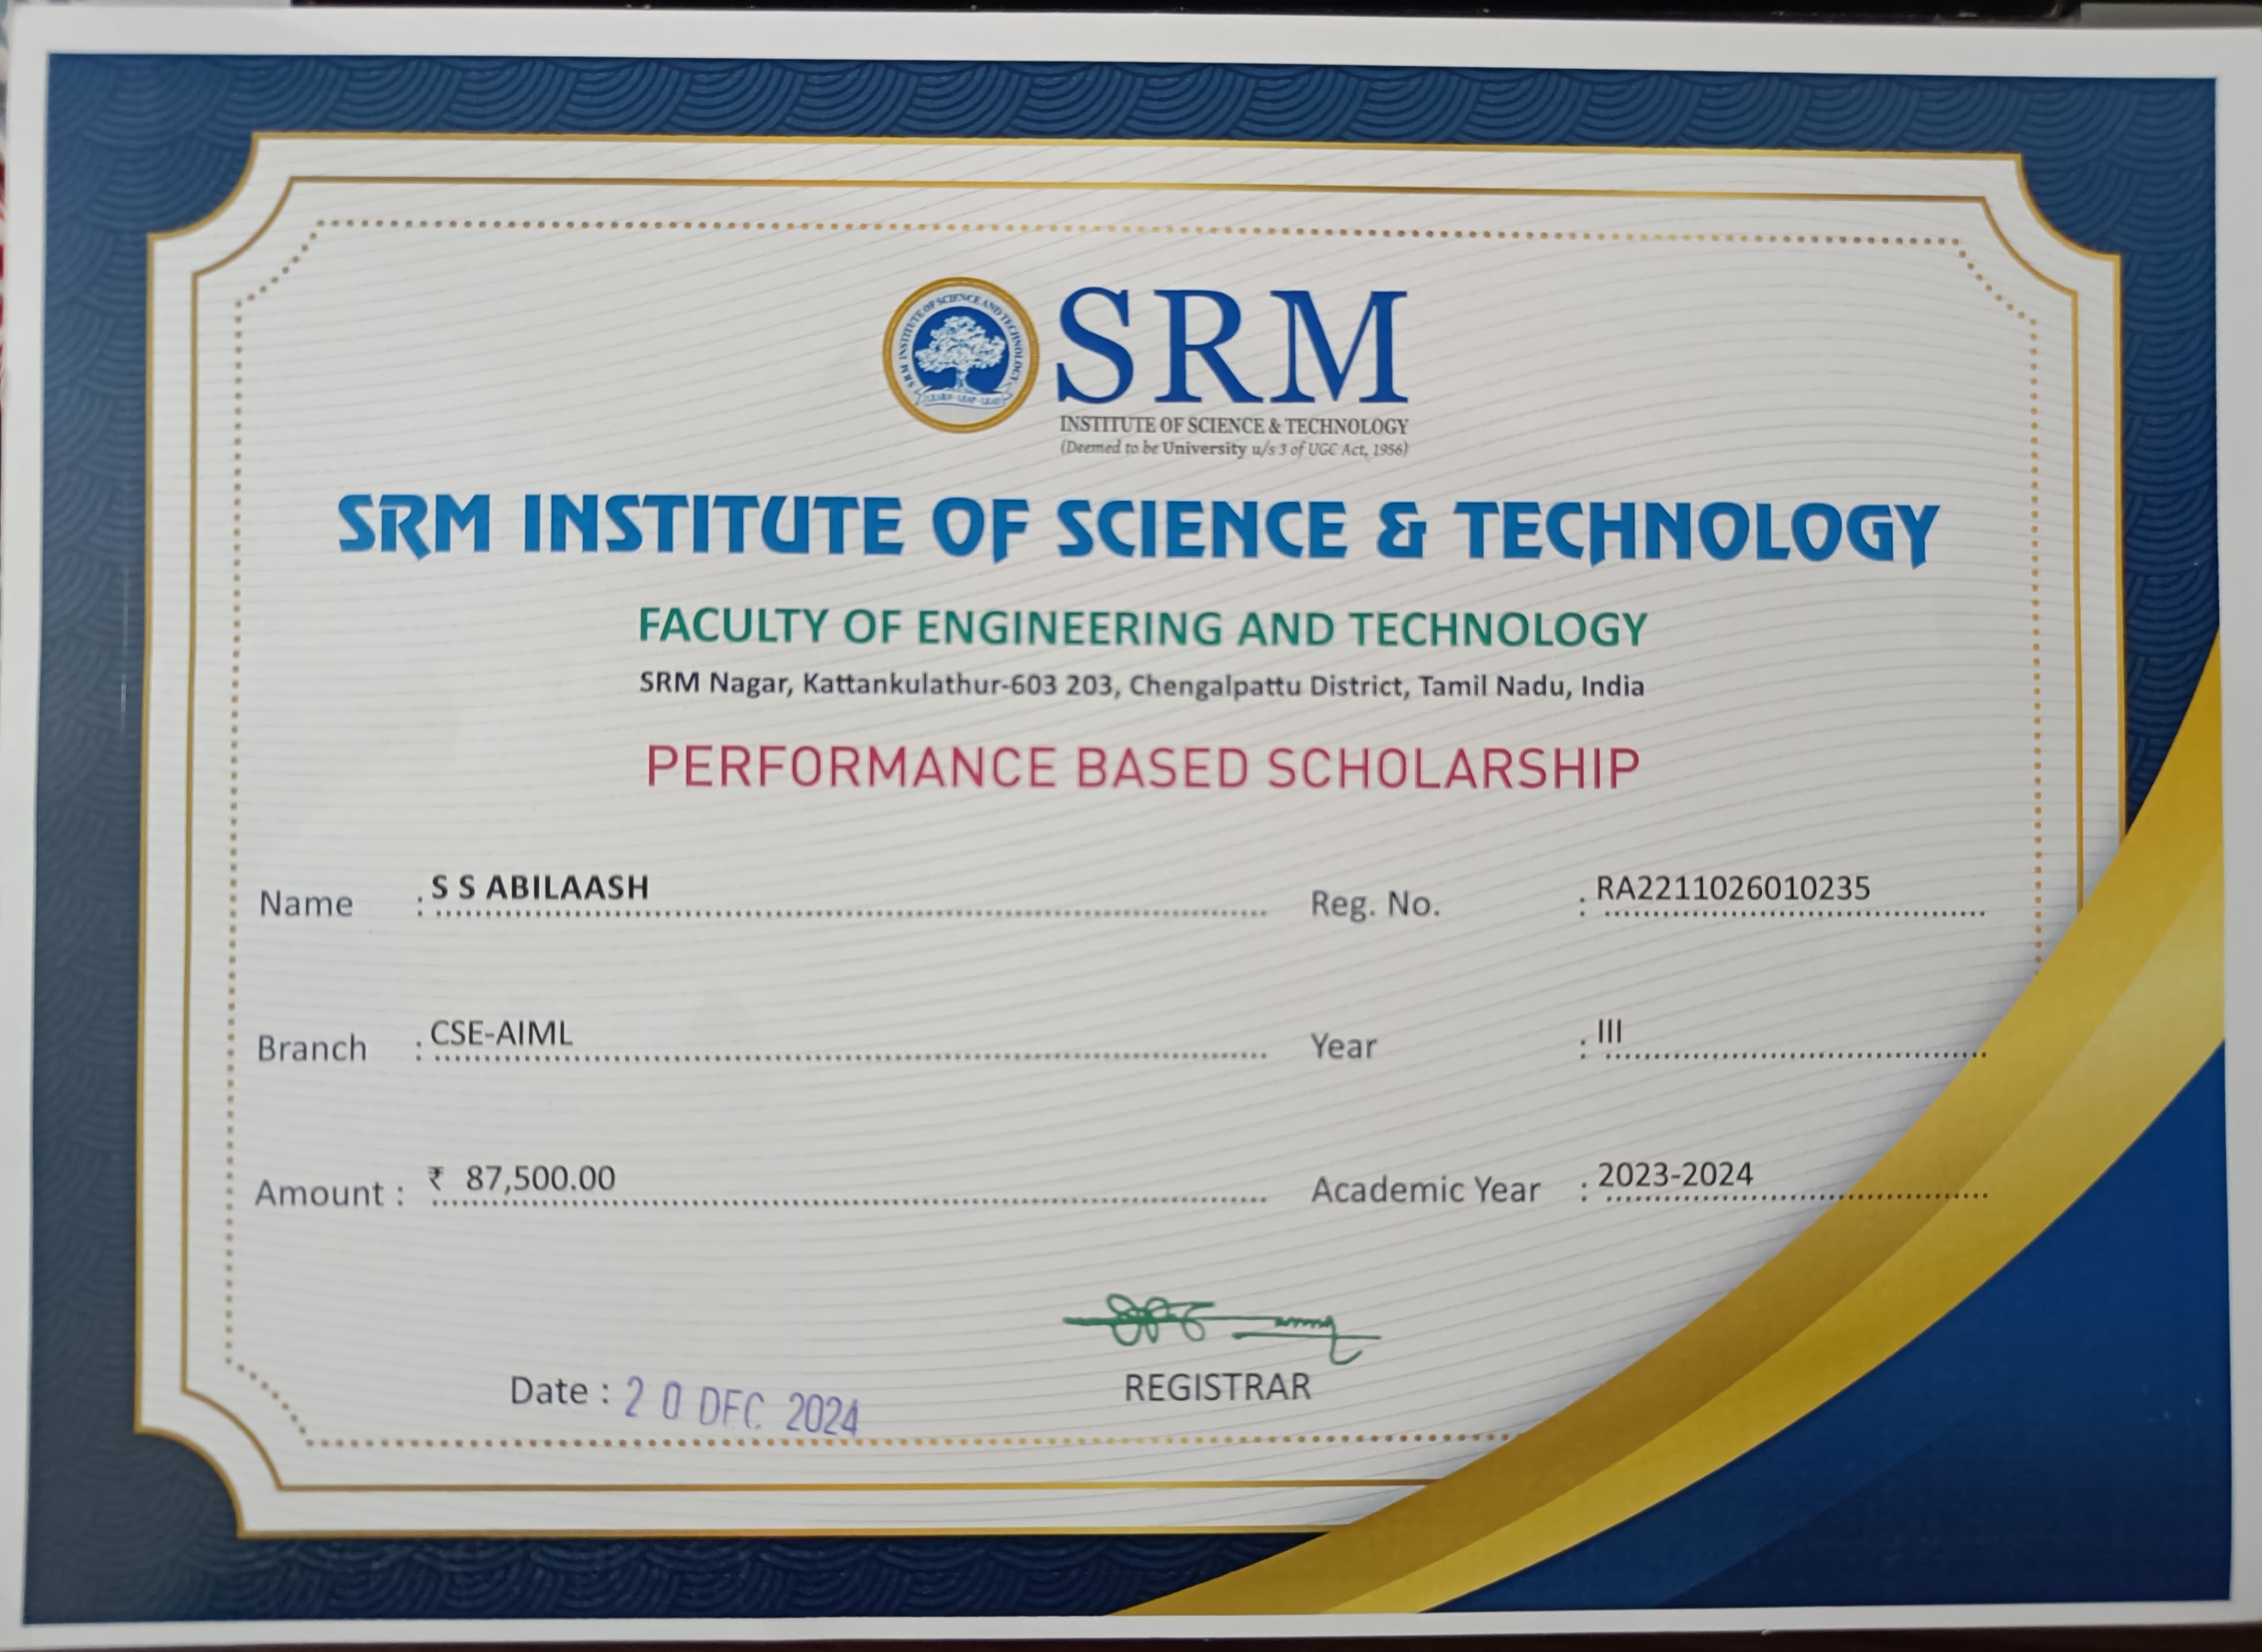 SRM INSTITUTE OF SCIENCE AND TECHNOLOGY
LEARN - LEAP - LEAD
SRM
INSTITUTE OF SCIENCE & TECHNOLOGY
(Deemed to be University u/s 3 of UGC Act, 1956)
SRM INSTITUTE OF SCIENCE & TECHNOLOGY
FACULTY OF ENGINEERING AND TECHNOLOGY
SRM Nagar, Kattankulathur-603 203, Chengalpattu District, Tamil Nadu, India
PERFORMANCE BASED SCHOLARSHIP
Name : S S ABILAASH Reg. No. : RA2211026010235
Branch : CSE-AIML Year : III
Amount : ₹ 87,500.00 Academic Year : 2023-2024
Date : 20 DEC 2024 REGISTRAR